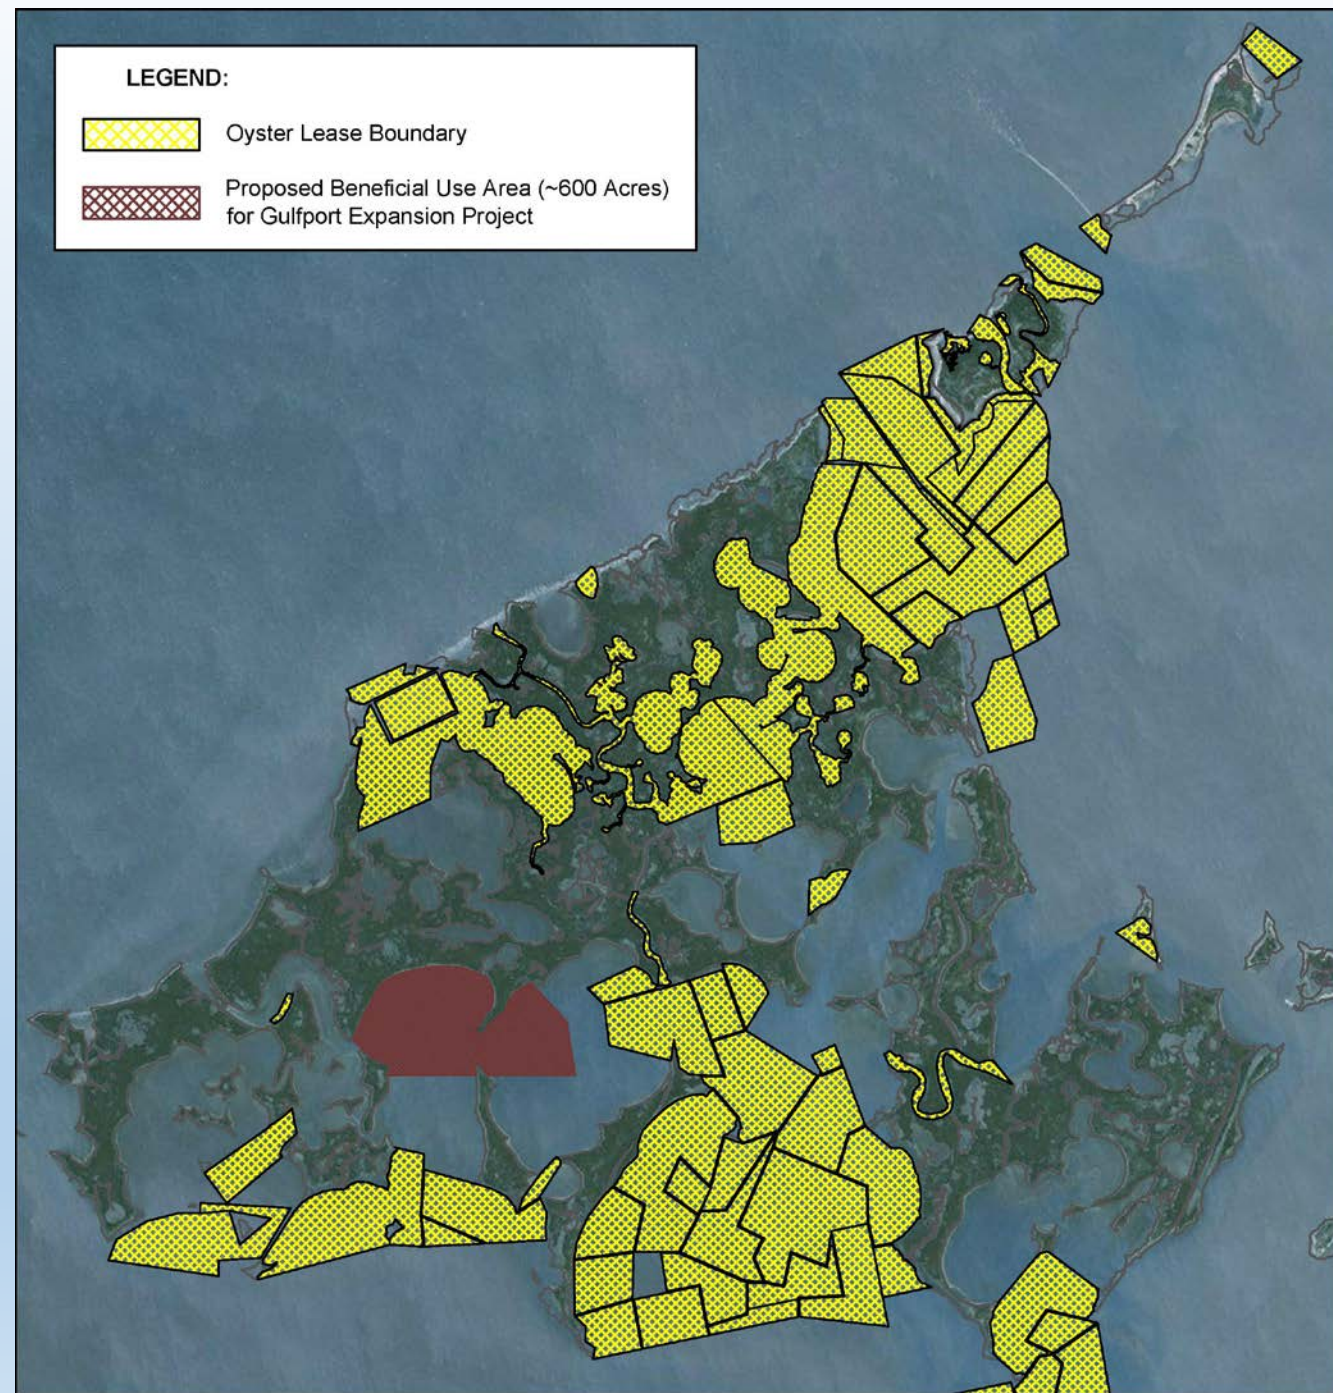 LEGEND:
Oyster Lease Boundary
Proposed Beneficial Use Area (~600 Acres)
for Gulfport Expansion Project